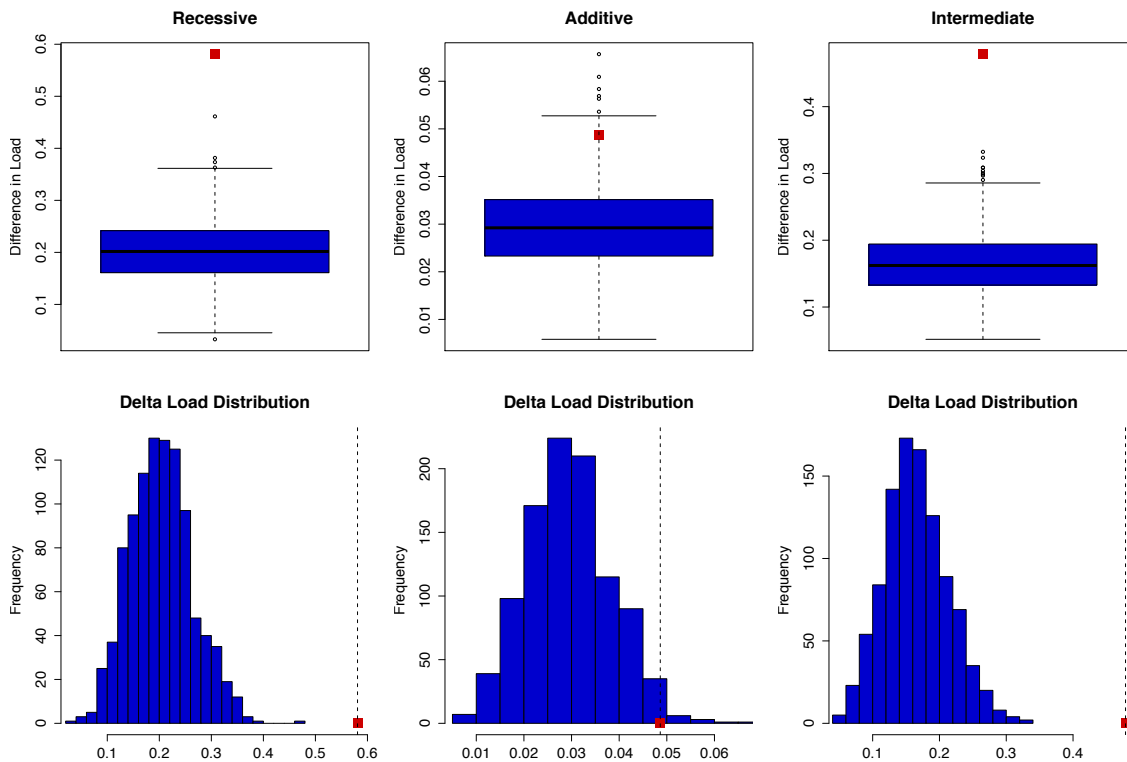 Recessive
Additive
Intermediate
Difference in Load
0.1
0.2
0.3
0.4
0.5
0.6
Difference in Load
0.01
0.02
0.03
0.04
0.05
0.06
Difference in Load
0.1
0.2
0.3
0.4
Delta Load Distribution
Delta Load Distribution
Delta Load Distribution
Frequency
0
20
40
60
80
100
120
0.1 0.2 0.3 0.4 0.5 0.6
Frequency
0
50
100
150
200
0.01 0.02 0.03 0.04 0.05 0.06
Frequency
0
50
100
150
0.1 0.2 0.3 0.4